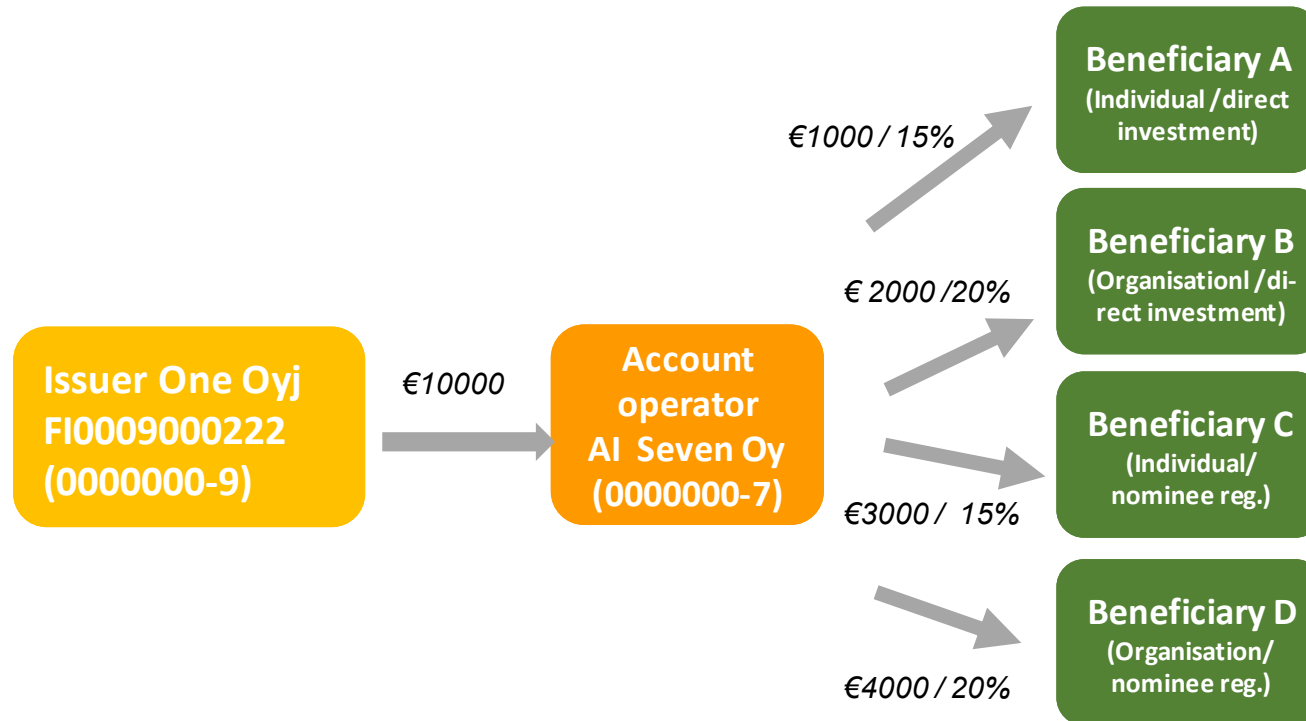 Issuer One Oyj
FI0009000222
(0000000-9)
€10000
Account
operator
AI Seven Oy
(0000000-7)
€1000 / 15%
€ 2000 /20%
€3000 / 15%
€4000 / 20%
Beneficiary A
(Individual /direct
investment)
Beneficiary B
(Organisationl /di-
rect investment)
Beneficiary C
(Individual/
nominee reg.)
Beneficiary D
(Organisation/
nominee reg.)